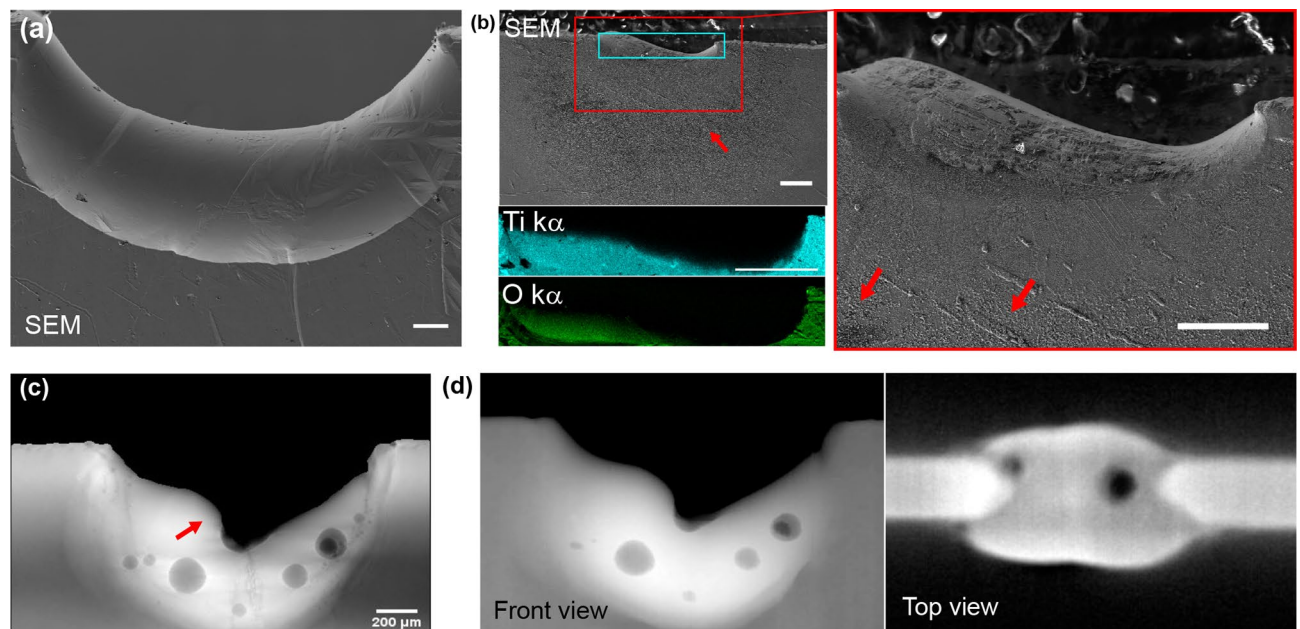 (a)
SEM
(b)
SEM
Ti kα
O kα
(c)
200 μm
(d)
Front view
Top view